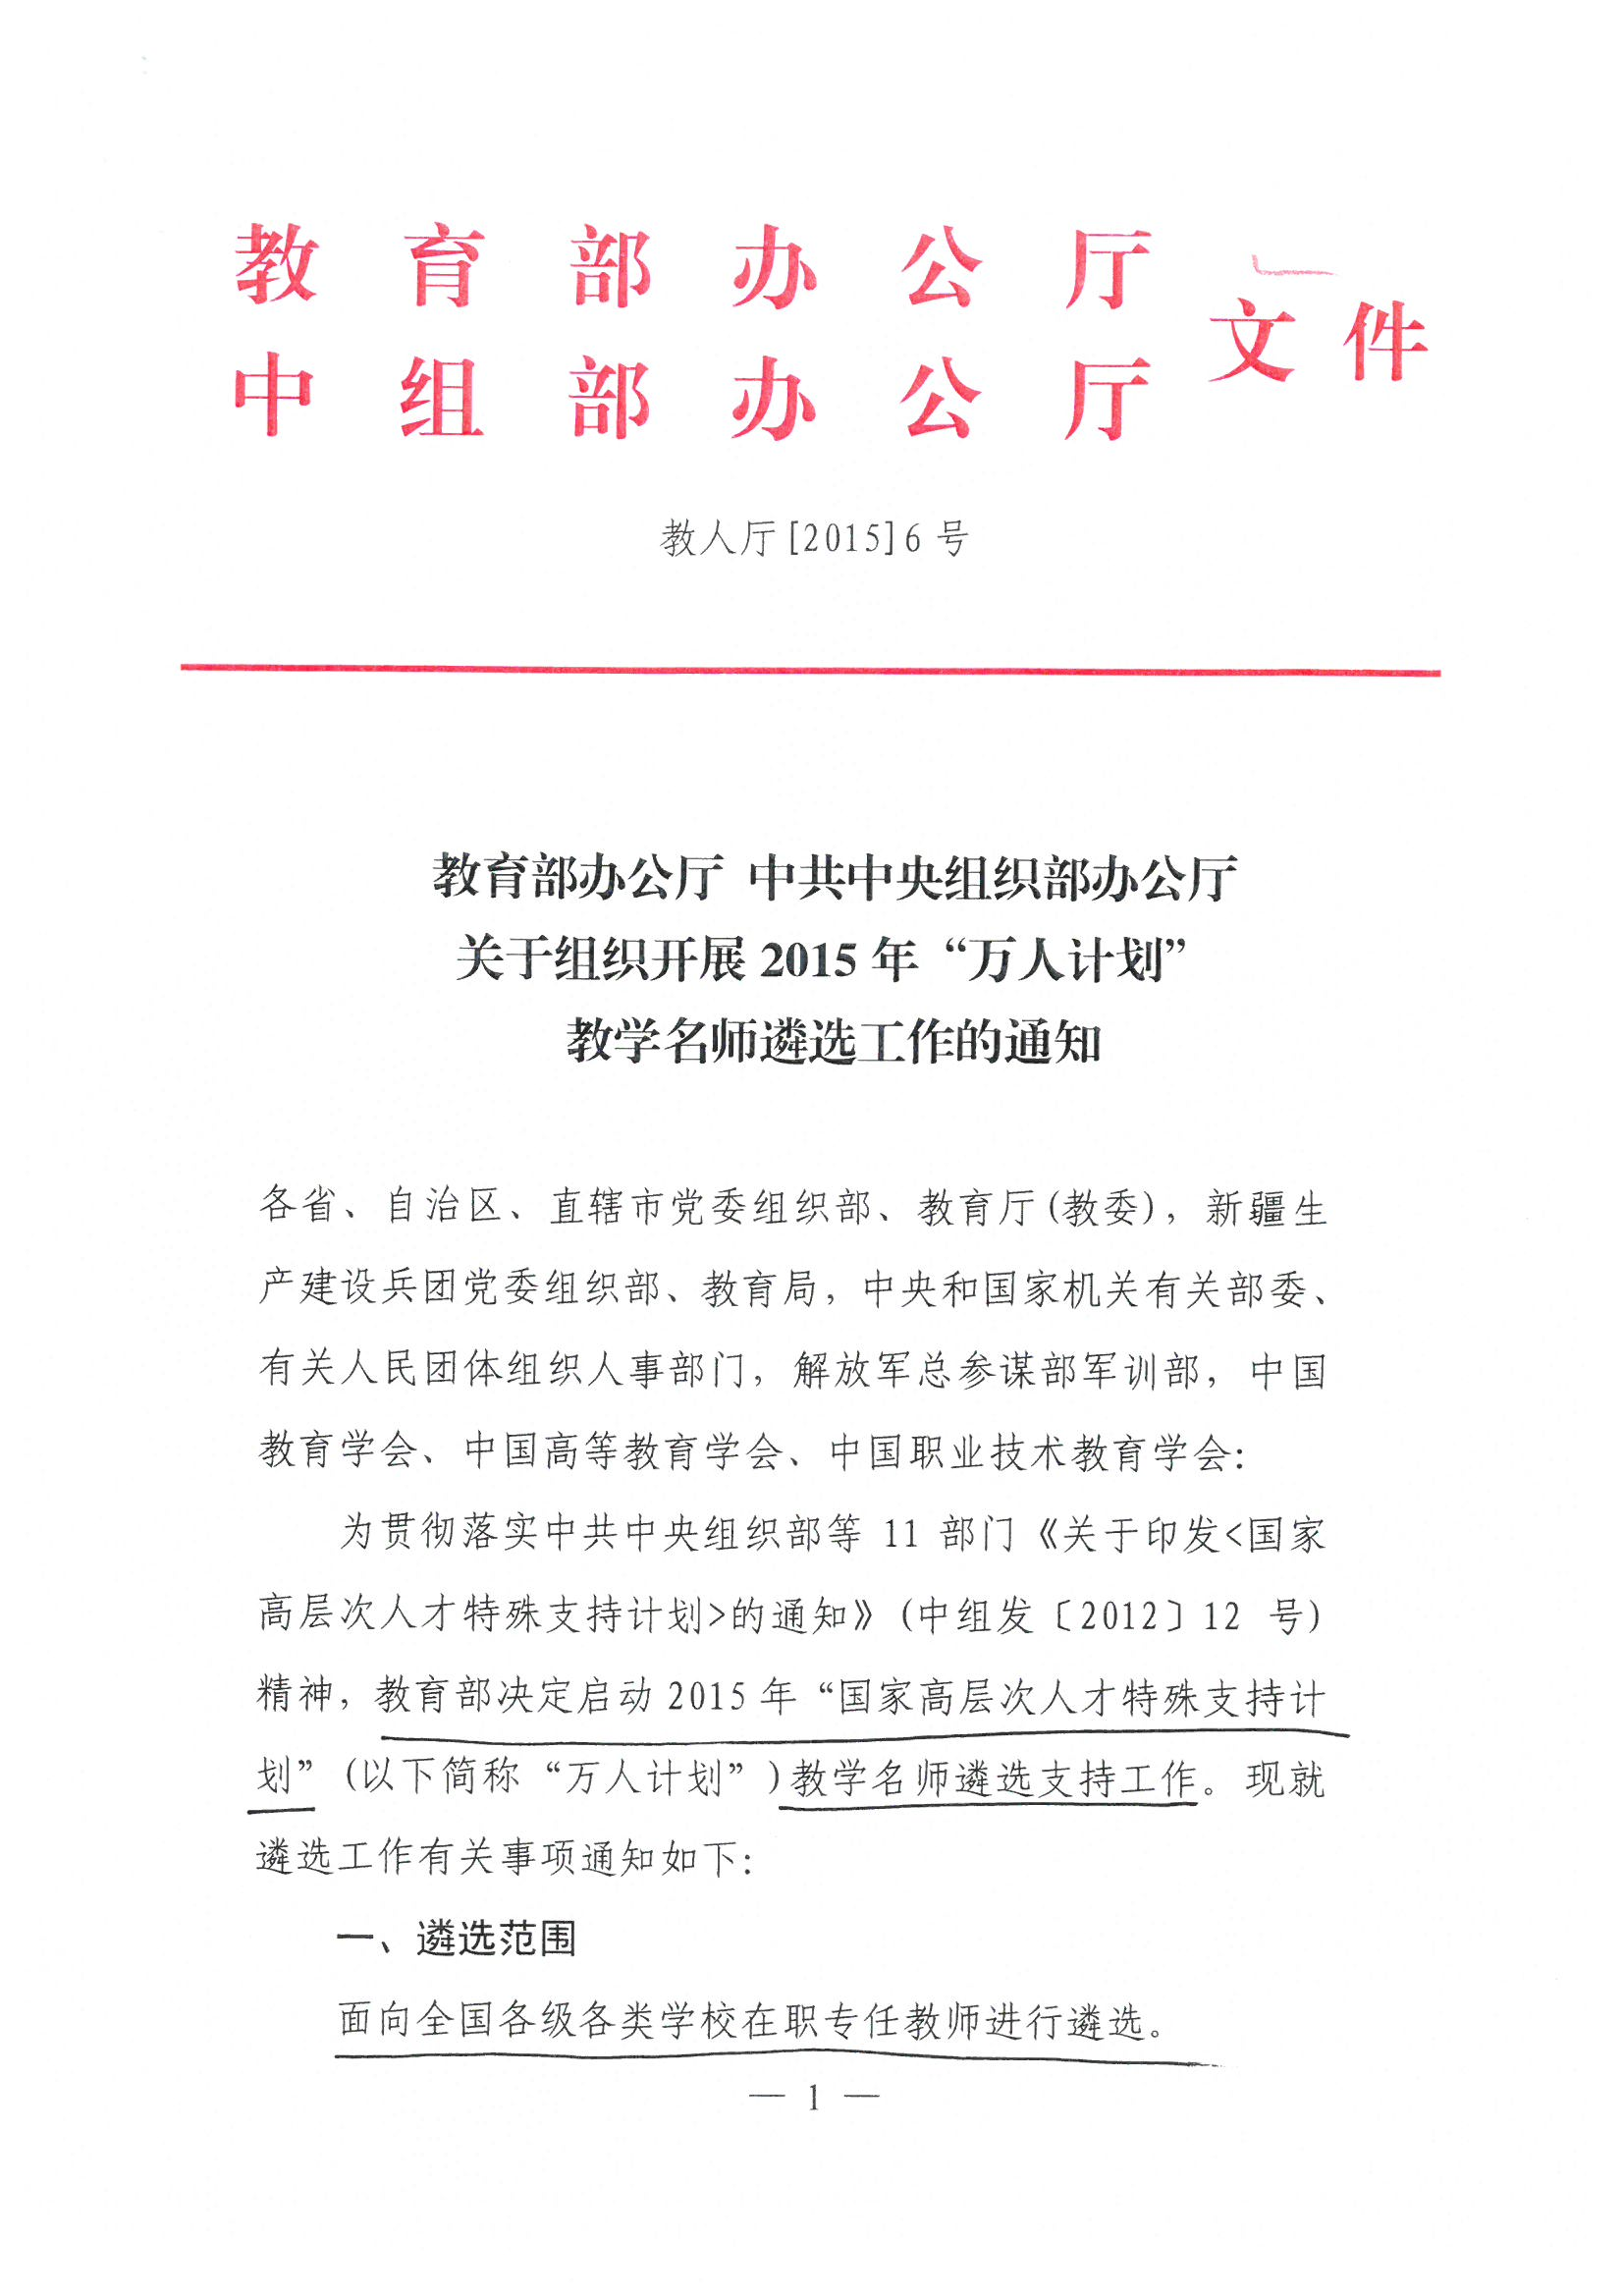 教育部办公厅
中组部办公厅
文件
教人厅[2015]6 号
教育部办公厅 中共中央组织部办公厅
关于组织开展 2015 年“万人计划”
教学名师遴选工作的通知
各省、自治区、直辖市党委组织部、教育厅(教委)，新疆生
产建设兵团党委组织部、教育局，中央和国家机关有关部委、
有关人民团体组织人事部门，解放军总参谋部军训部，中国
教育学会、中国高等教育学会、中国职业技术教育学会：
为贯彻落实中共中央组织部等 11 部门《关于印发<国家
高层次人才特殊支持计划>的通知》(中组发〔2012〕12 号)
精神，教育部决定启动 2015 年“国家高层次人才特殊支持计
划”(以下简称“万人计划”)教学名师遴选支持工作。现就
遴选工作有关事项通知如下：
一、遴选范围
面向全国各级各类学校在职专任教师进行遴选。
— 1 —